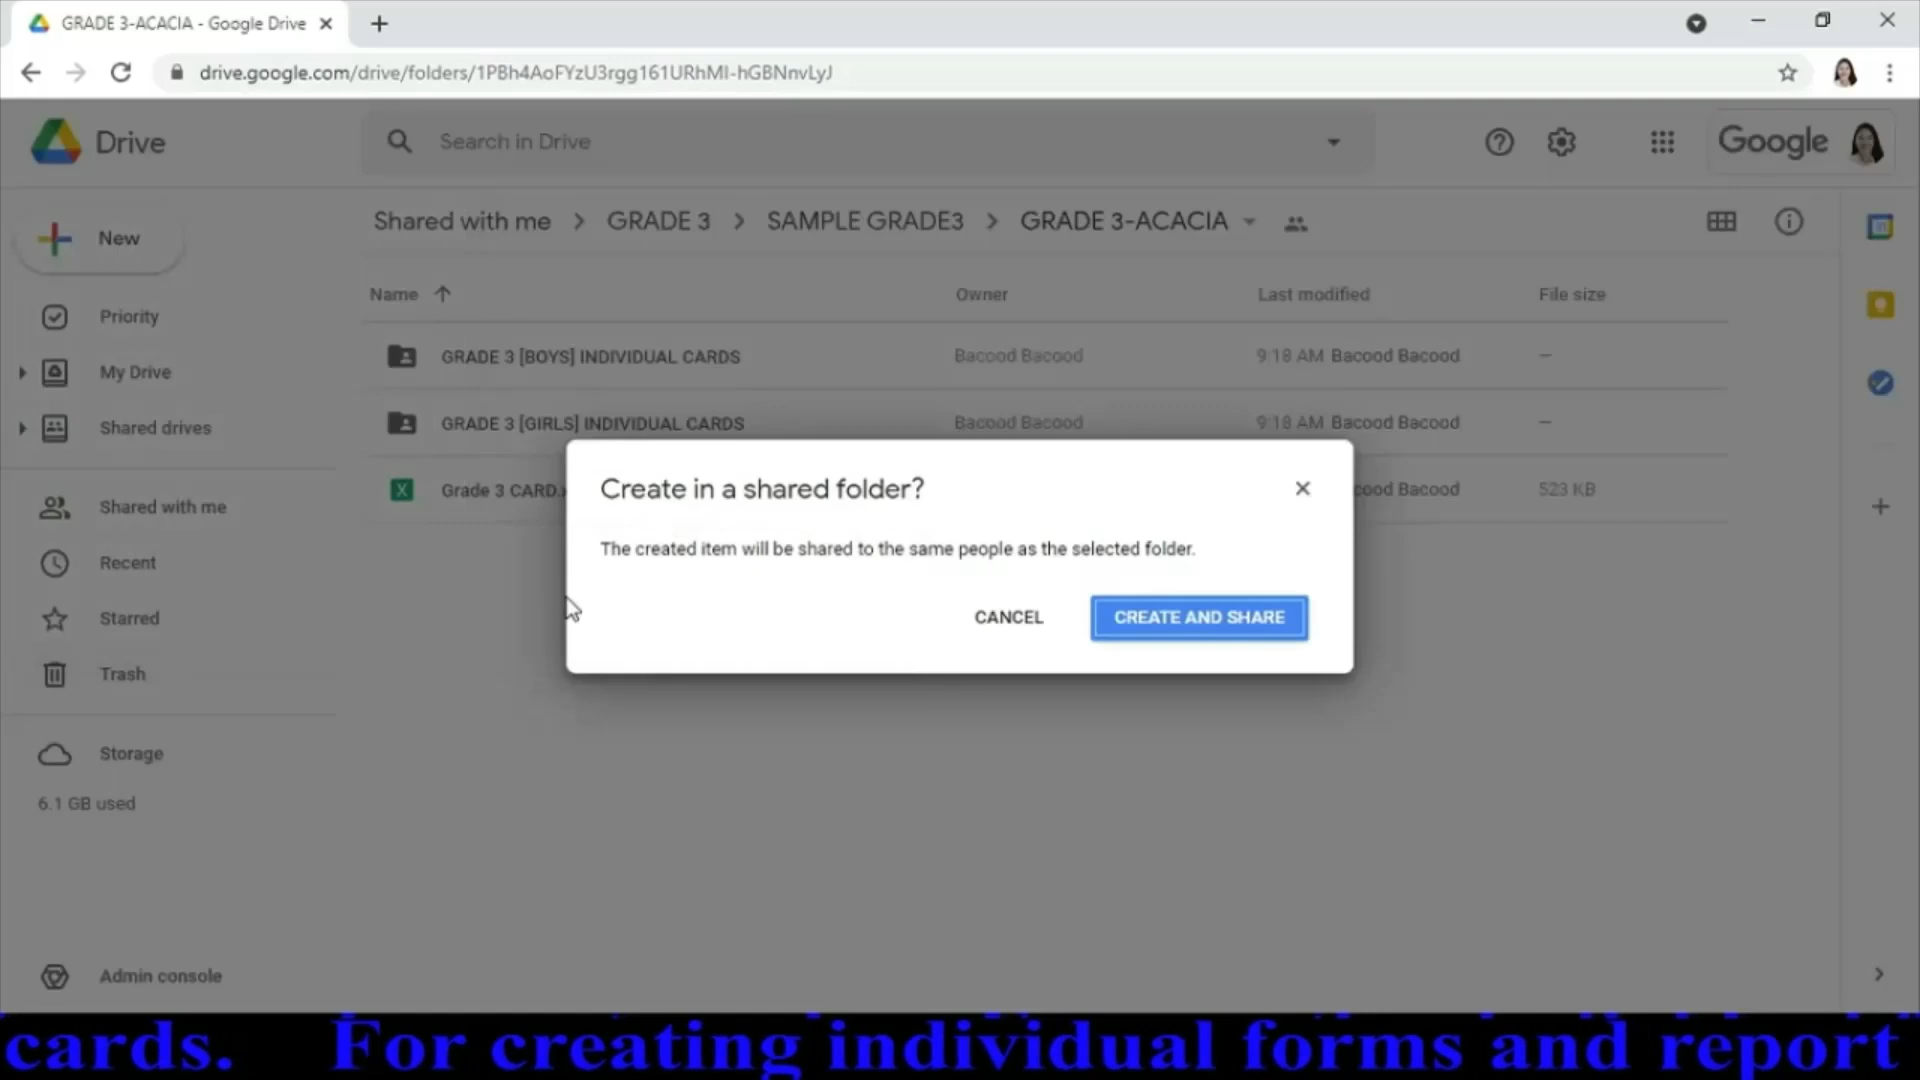 GRADE 3-ACACIA - Google Drive
drive.google.com/drive/folders/1PBh4AoFYzU3rgg161URhMI-hGBNnvLyJ
Drive
Search in Drive
Google
New
Shared with me > GRADE 3 > SAMPLE GRADE3 > GRADE 3-ACACIA
Name Owner Last modified File size
Priority
My Drive
Shared drives
Shared with me
Recent
Starred
Trash
Storage
6.1 GB used
Admin console
GRADE 3 [BOYS] INDIVIDUAL CARDS Bacood Bacood 9:18 AM Bacood Bacood –
GRADE 3 [GIRLS] INDIVIDUAL CARDS Bacood Bacood 9:18 AM Bacood Bacood –
Grade 3 CARD. Bacood 523 KB
Create in a shared folder?
The created item will be shared to the same people as the selected folder.
CANCEL CREATE AND SHARE
cards. For creating individual forms and report